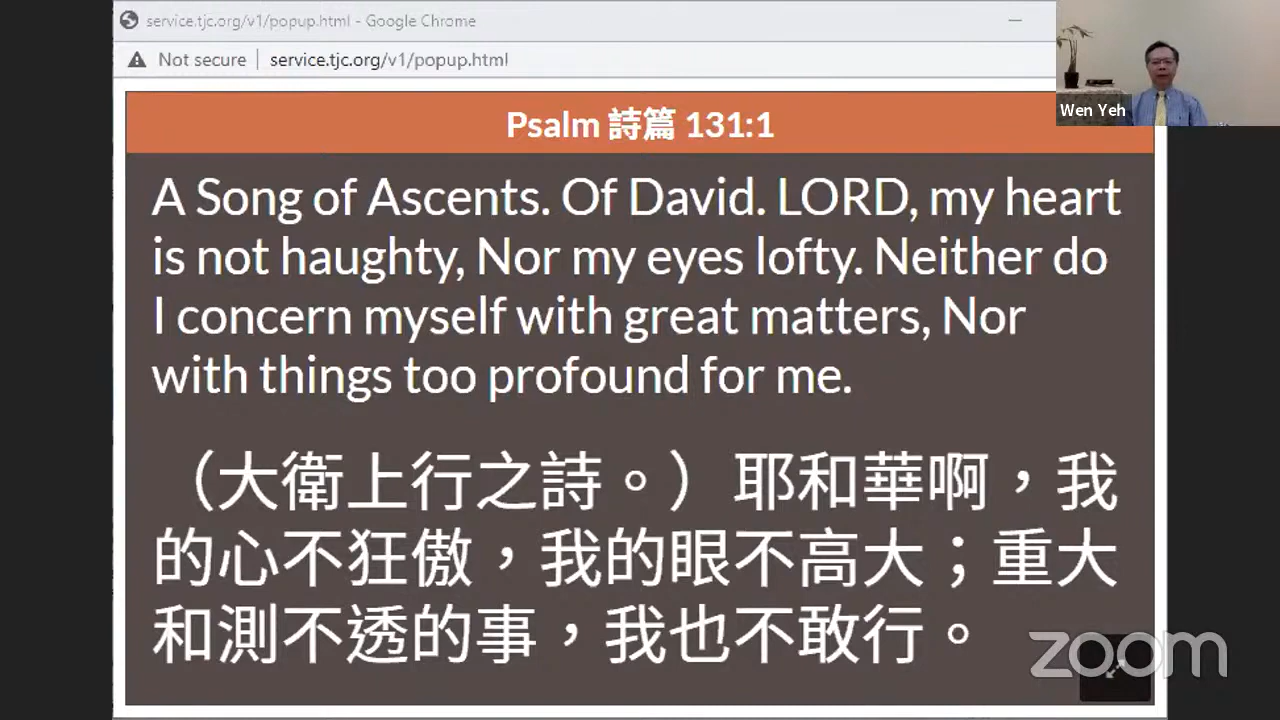 service.tjc.org/v1/popup.html - Google Chrome
Not secure | service.tjc.org/v1/popup.html
Wen Yeh
Psalm 詩篇 131:1
A Song of Ascents. Of David. LORD, my heart
is not haughty, Nor my eyes lofty. Neither do
I concern myself with great matters, Nor
with things too profound for me.
（大衛上行之詩。）耶和華啊，我
的心不狂傲，我的眼不高大；重大
和測不透的事，我也不敢行。
zoom